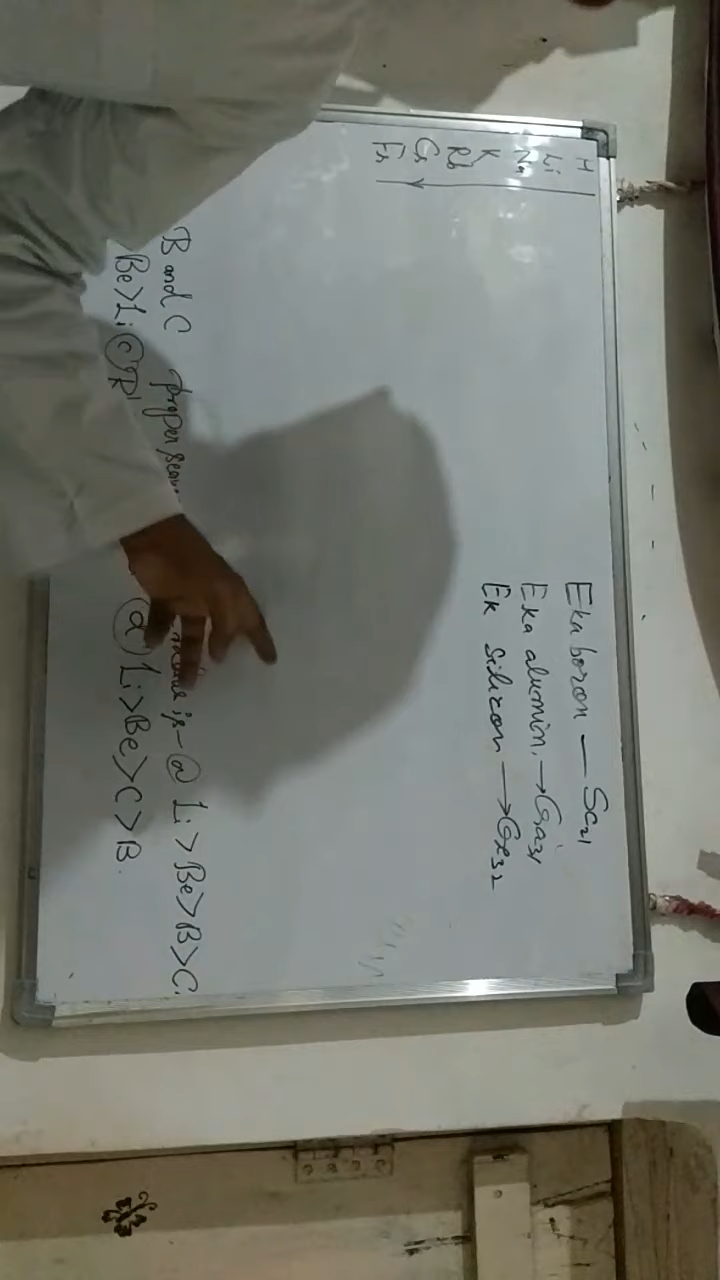 H
Li
Na
K
Rb
Cs
Fr
Eka boron — Sc21
Eka alumin. → Ga31
Ek silicon → Ge32
B and C proper is- ⓐ Li > Be > B > C.
Be > Li ⓒ ⓓ Li > Be > C > B.